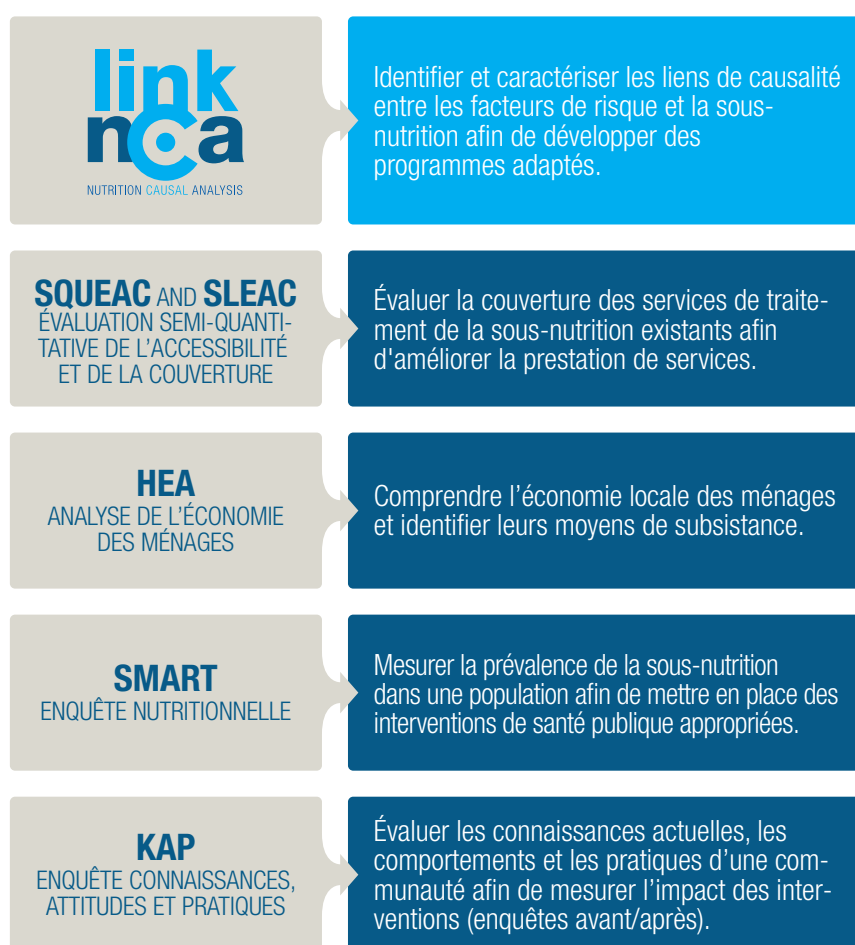 link
nca
NUTRITION CAUSAL ANALYSIS
Identifier et caractériser les liens de causalité
entre les facteurs de risque et la sous-
nutrition afin de développer des
programmes adaptés.
SQUEAC AND SLEAC
ÉVALUATION SEMI-QUANTI-
TATIVE DE L’ACCESSIBILITÉ
ET DE LA COUVERTURE
Évaluer la couverture des services de traite-
ment de la sous-nutrition existants afin
d'améliorer la prestation de services.
HEA
ANALYSE DE L’ÉCONOMIE
DES MÉNAGES
Comprendre l’économie locale des ménages
et identifier leurs moyens de subsistance.
SMART
ENQUÊTE NUTRITIONNELLE
Mesurer la prévalence de la sous-nutrition
dans une population afin de mettre en place des
interventions de santé publique appropriées.
KAP
ENQUÊTE CONNAISSANCES,
ATTITUDES ET PRATIQUES
Évaluer les connaissances actuelles, les
comportements et les pratiques d’une com-
munauté afin de mesurer l’impact des inter-
ventions (enquêtes avant/après).